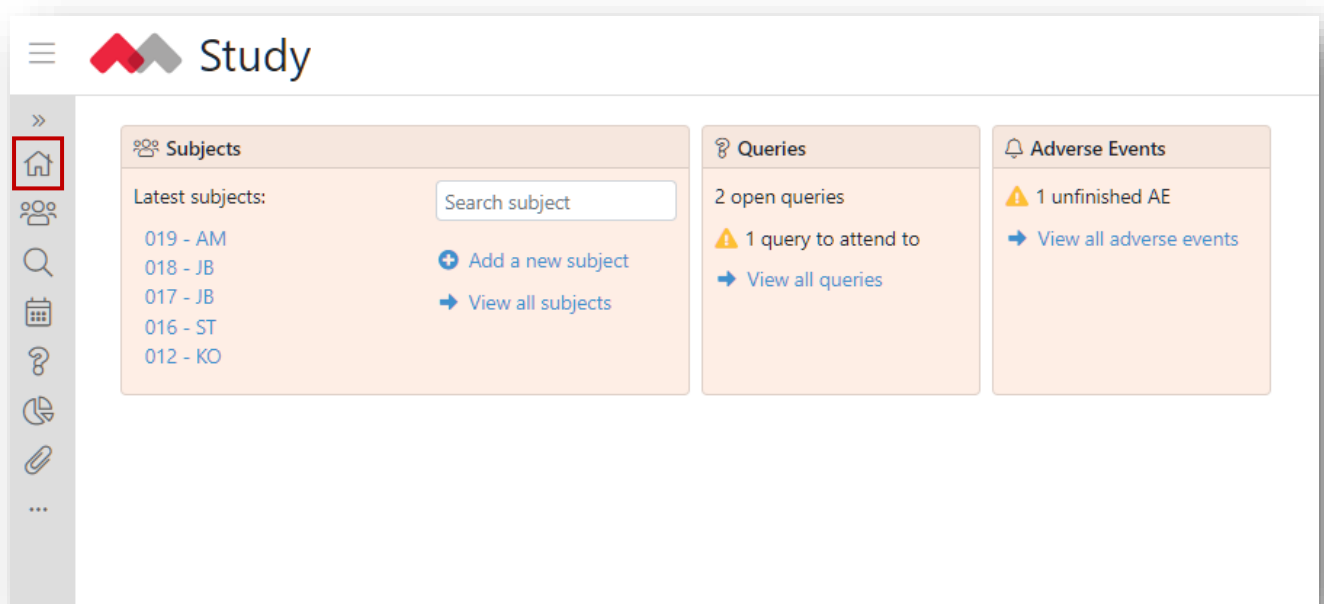 Study
Subjects
Latest subjects:
019 - AM
018 - JB
017 - JB
016 - ST
012 - KO
Search subject
Add a new subject
View all subjects
Queries
2 open queries
1 query to attend to
View all queries
Adverse Events
1 unfinished AE
View all adverse events